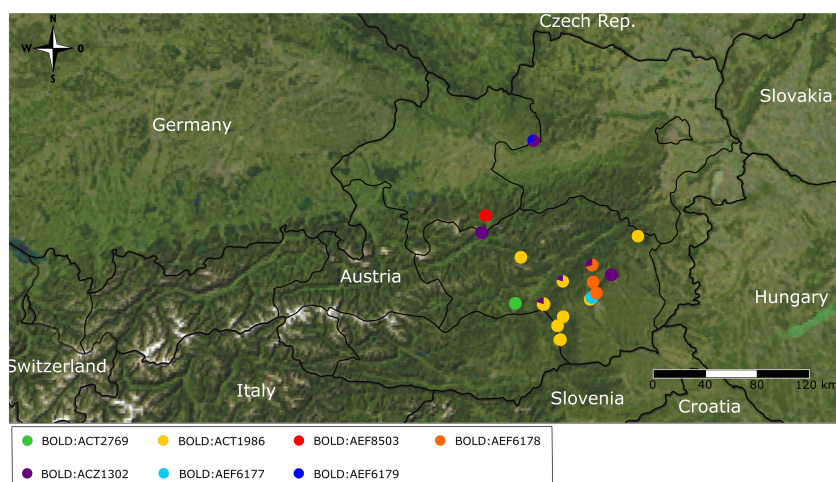 N
W O
S
Czech Rep.
Slovakia
Germany
Austria
Hungary
Switzerland
Italy
Slovenia
Croatia
0 40 80 120 km
BOLD:ACT2769 BOLD:ACT1986 BOLD:AEF8503 BOLD:AEF6178
BOLD:ACZ1302 BOLD:AEF6177 BOLD:AEF6179